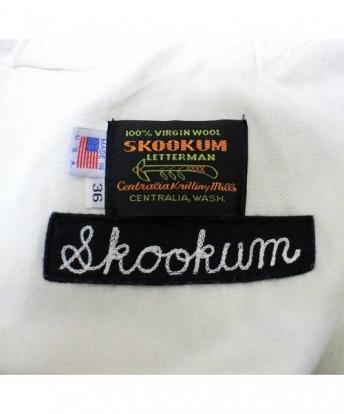 100% VIRGIN WOOL
SKOOKUM
LETTERMAN
Centralia Knitting Mills
CENTRALIA, WASH.
MADE IN
U S A
36
Skookum